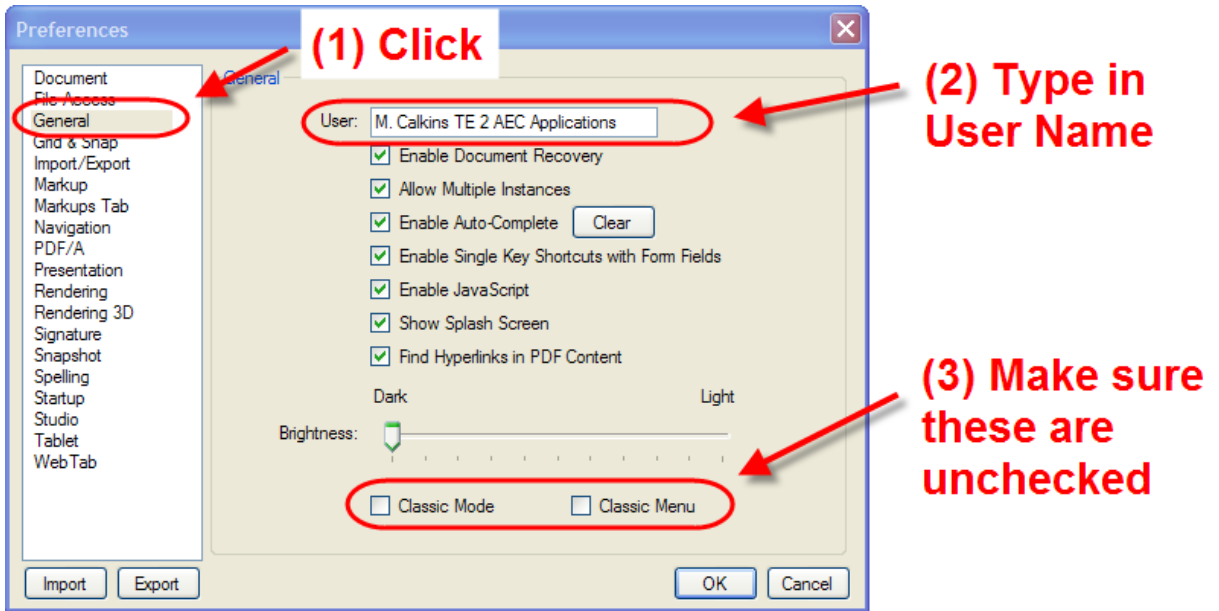 Preferences
(1) Click
Document
File Access
General
Grid & Snap
Import/Export
Markup
Markups Tab
Navigation
PDF/A
Presentation
Rendering
Rendering 3D
Signature
Snapshot
Spelling
Startup
Studio
Tablet
WebTab
General
User: M. Calkins TE 2 AEC Applications
Enable Document Recovery
Allow Multiple Instances
Enable Auto-Complete Clear
Enable Single Key Shortcuts with Form Fields
Enable JavaScript
Show Splash Screen
Find Hyperlinks in PDF Content
Dark Light
Brightness:
Classic Mode Classic Menu
Import Export OK Cancel
(2) Type in
User Name
(3) Make sure
these are
unchecked